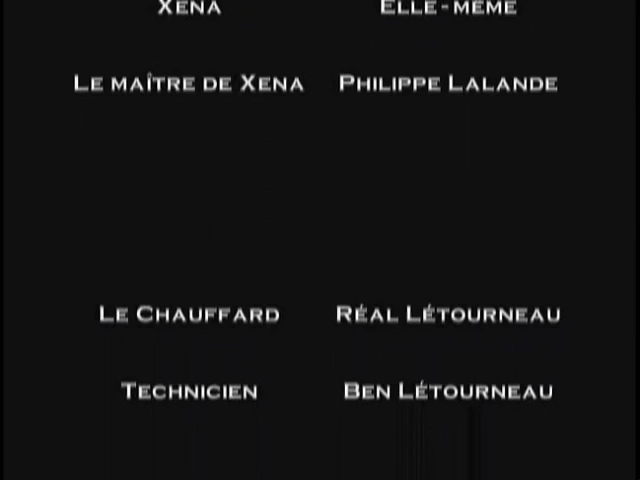 Xena Elle-même
Le maître de Xena Philippe Lalande
Le Chauffard Réal Létourneau
Technicien Ben Létourneau